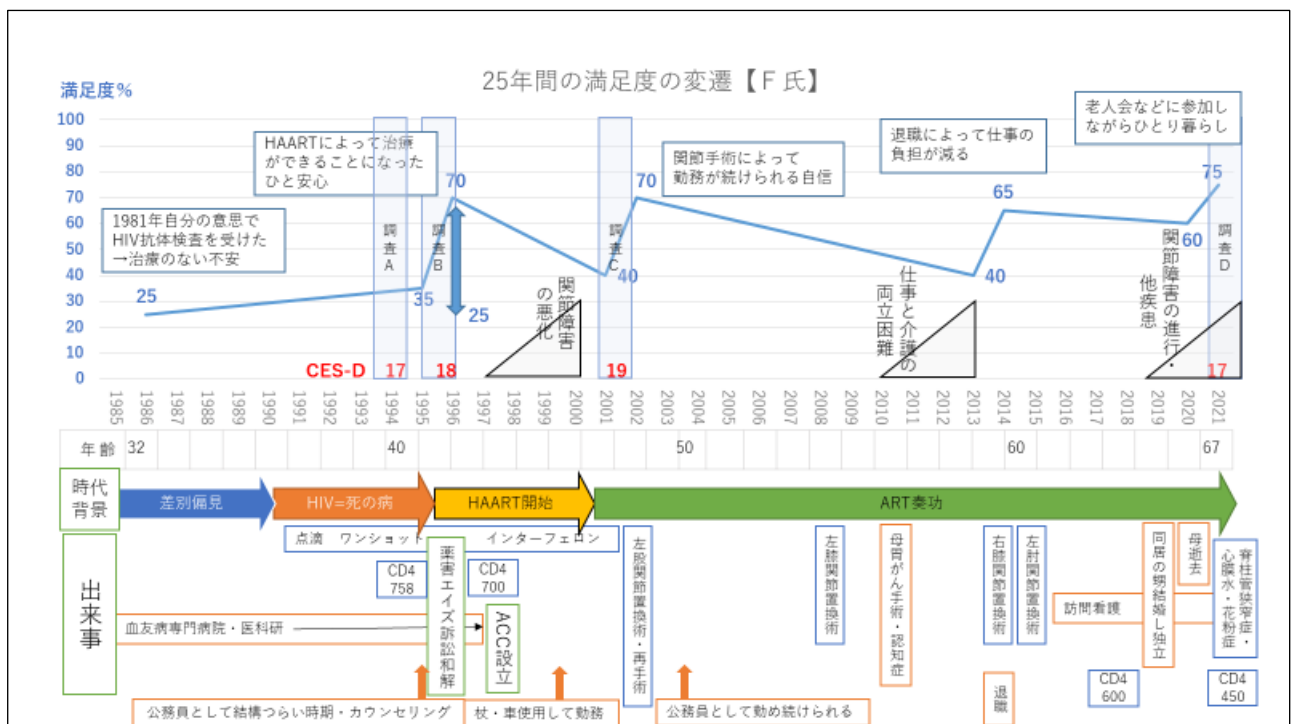 25年間の満足度の変遷【F 氏】
満足度%
100
90
80
70
60
50
40
30
20
10
0
1981年自分の意思で
HIV抗体検査を受けた
→治療のない不安
HAARTによって治療
ができることになった
ひと安心
関節手術によって
勤務が続けられる自信
退職によって仕事の
負担が減る
老人会などに参加し
ながらひとり暮らし
25
35
70
25
40
70
40
65
60
75
調査A
調査B
調査C
調査D
関節障害
の悪化
仕事と介護の
両立困難
関節障害の進行・
他疾患
CES-D 17 18 19 17
1985 1986 1987 1988 1989 1990 1991 1992 1993 1994 1995 1996 1997 1998 1999 2000 2001 2002 2003 2004 2005 2006 2007 2008 2009 2010 2011 2012 2013 2014 2015 2016 2017 2018 2019 2020 2021
年齢 32 40 50 60 67
時代
背景
差別偏見
HIV=死の病
HAART開始
ART奏功
出来事
点滴 ワンショット インターフェロン
CD4
758
薬害エイズ訴訟和解
CD4
700
ACC設立
血友病専門病院・医科研
左股関節置換術・再手術
左膝関節置換術
母胃がん手術・認知症
右膝関節置換術
左肘関節置換術
訪問看護
同居の甥結婚し独立
母逝去
脊柱管狭窄症・
心膜水・花粉症
退職
CD4
600
CD4
450
公務員として結構つらい時期・カウンセリング
杖・車使用して勤務
公務員として勤め続けられる